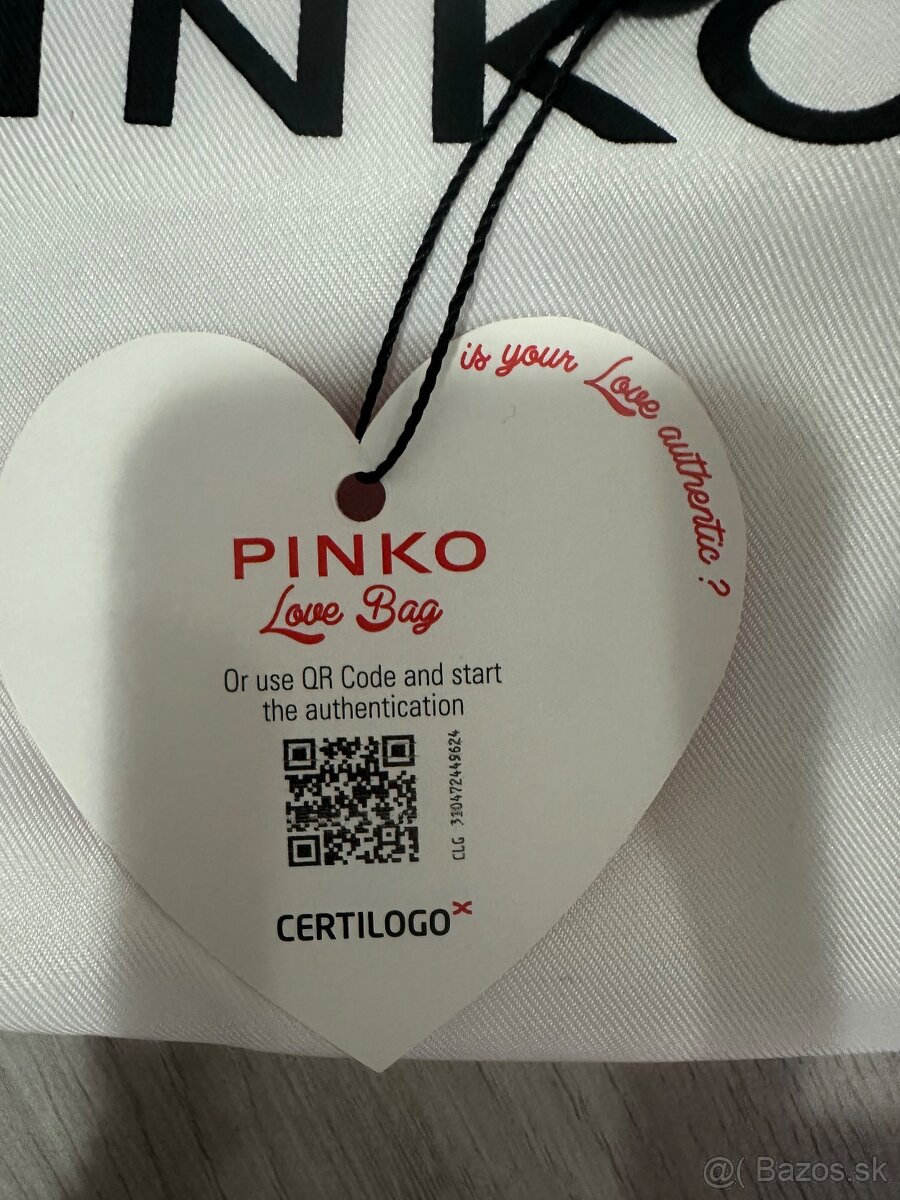 INKO
is your Love authentic ?
PINKO
Love Bag
Or use QR Code and start
the authentication
CLG 310472449624
CERTILOGO
@( Bazos.sk